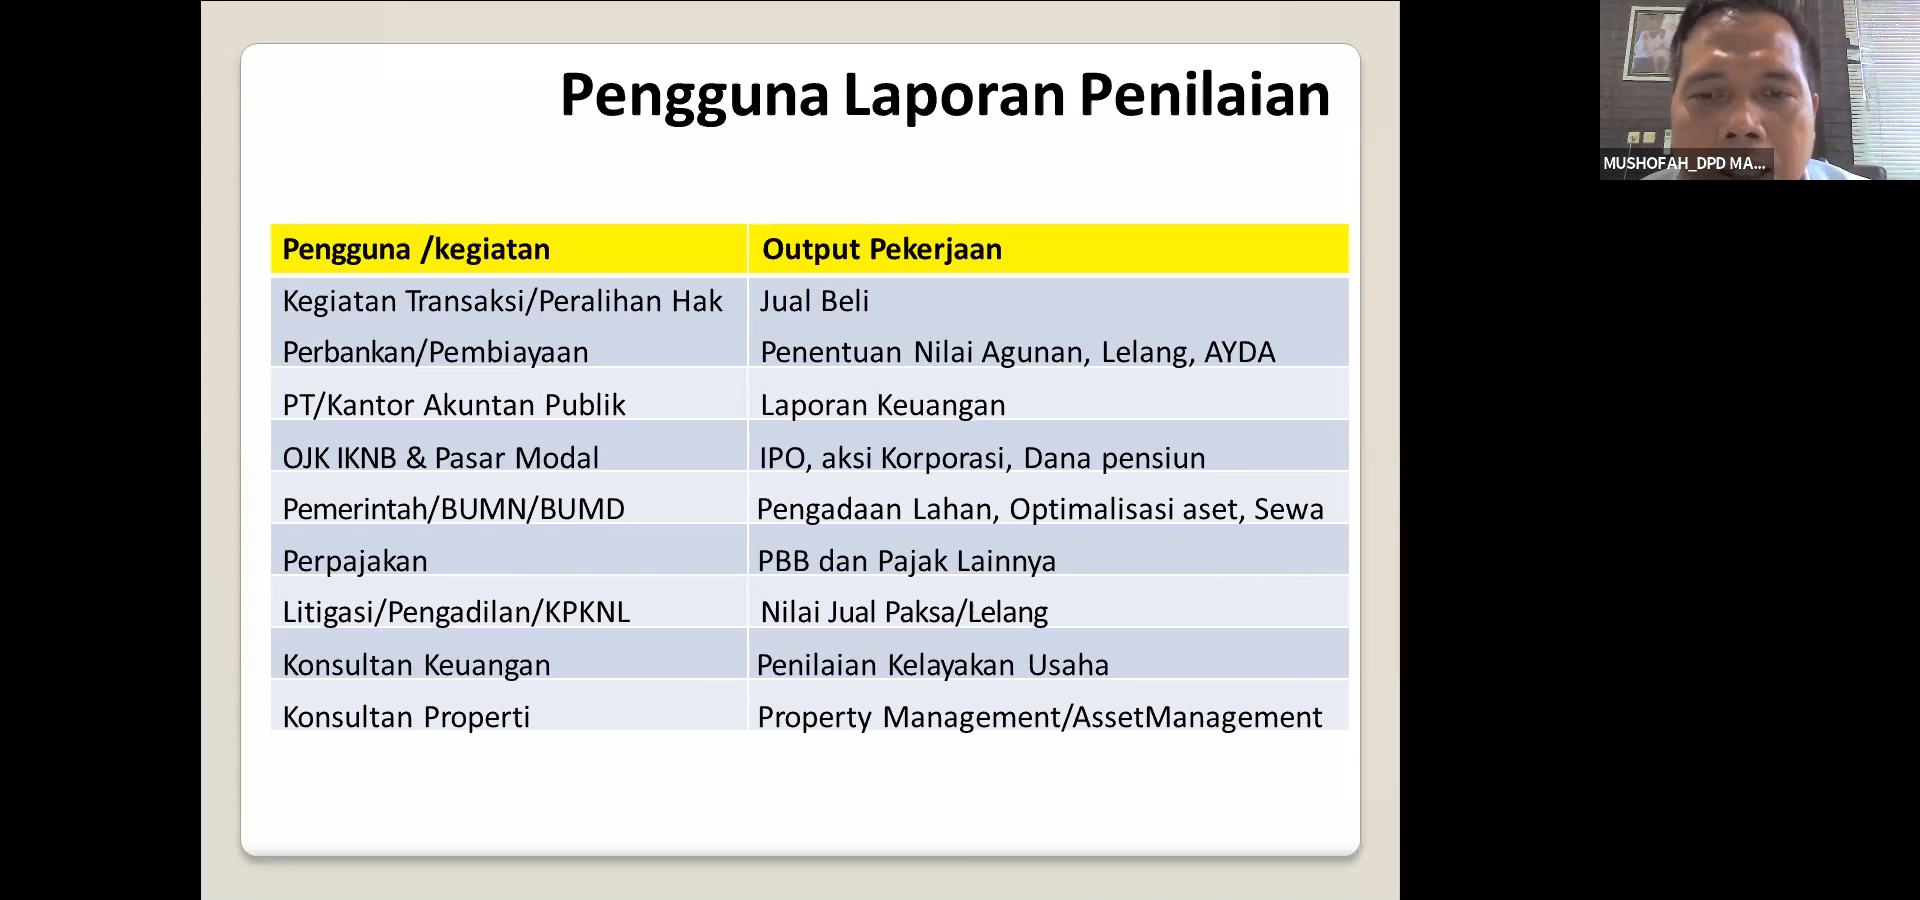 Pengguna Laporan Penilaian
Pengguna /kegiatan Output Pekerjaan
Kegiatan Transaksi/Peralihan Hak Jual Beli
Perbankan/Pembiayaan Penentuan Nilai Agunan, Lelang, AYDA
PT/Kantor Akuntan Publik Laporan Keuangan
OJK IKNB & Pasar Modal IPO, aksi Korporasi, Dana pensiun
Pemerintah/BUMN/BUMD Pengadaan Lahan, Optimalisasi aset, Sewa
Perpajakan PBB dan Pajak Lainnya
Litigasi/Pengadilan/KPKNL Nilai Jual Paksa/Lelang
Konsultan Keuangan Penilaian Kelayakan Usaha
Konsultan Properti Property Management/AssetManagement
MUSHOFAH_DPD MA...